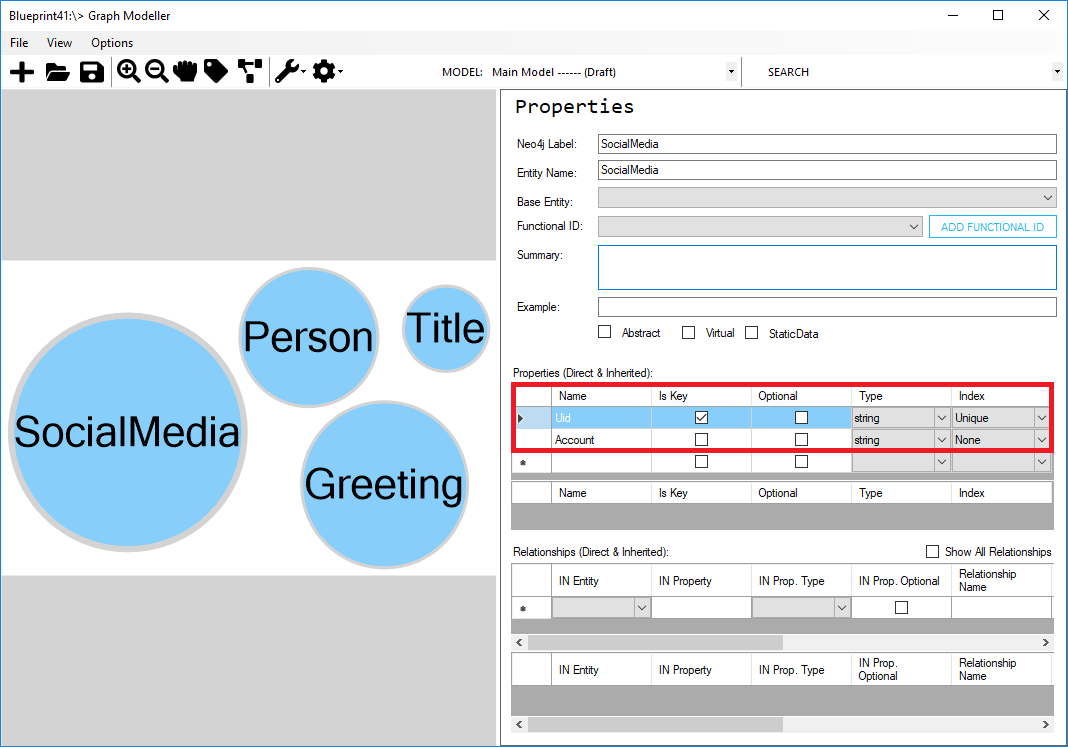 Blueprint41:\> Graph Modeller
File View Options
MODEL: Main Model ------ (Draft) SEARCH
SocialMedia
Person
Title
Greeting
Properties
Neo4j Label: SocialMedia
Entity Name: SocialMedia
Base Entity:
Functional ID: ADD FUNCTIONAL ID
Summary:
Example:
Abstract Virtual StaticData
Properties (Direct & Inherited):
Name Is Key Optional Type Index
Uid string Unique
Account string None
Name Is Key Optional Type Index
Relationships (Direct & Inherited): Show All Relationships
IN Entity IN Property IN Prop. Type IN Prop. Optional Relationship
Name
IN Entity IN Property IN Prop. Type IN Prop. Relationship
Optional Name